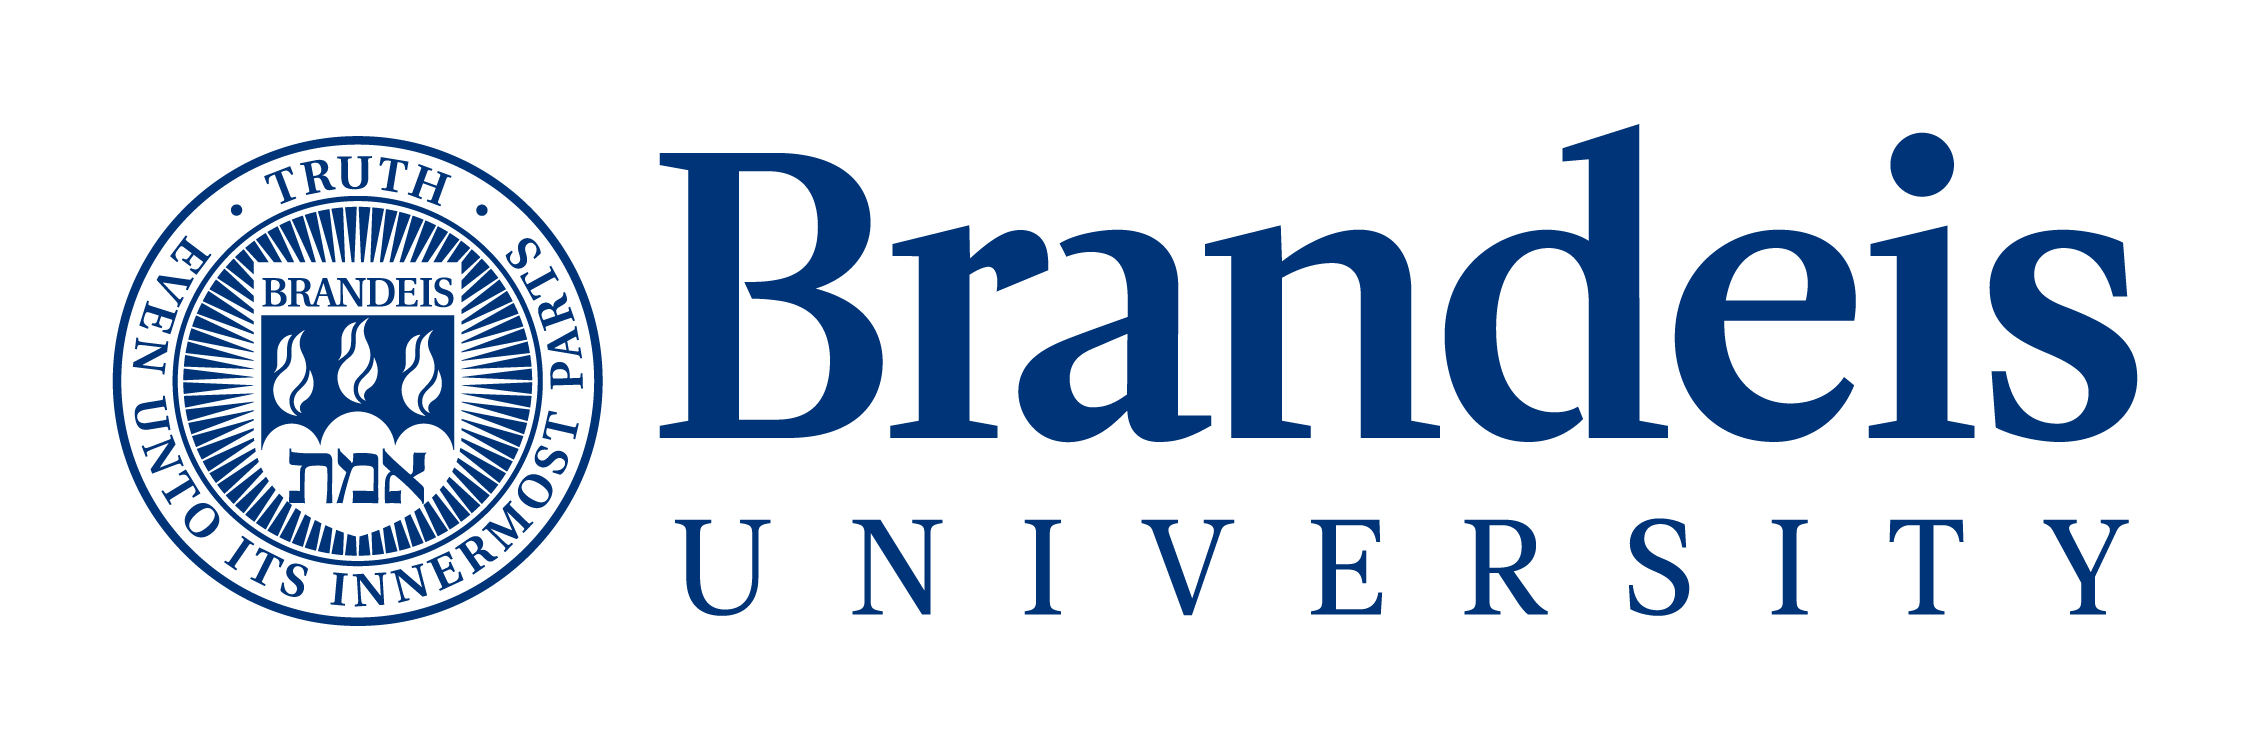 TRUTH · EVEN UNTO ITS INNERMOST PARTS ·
BRANDEIS
אמת
Brandeis
UNIVERSITY